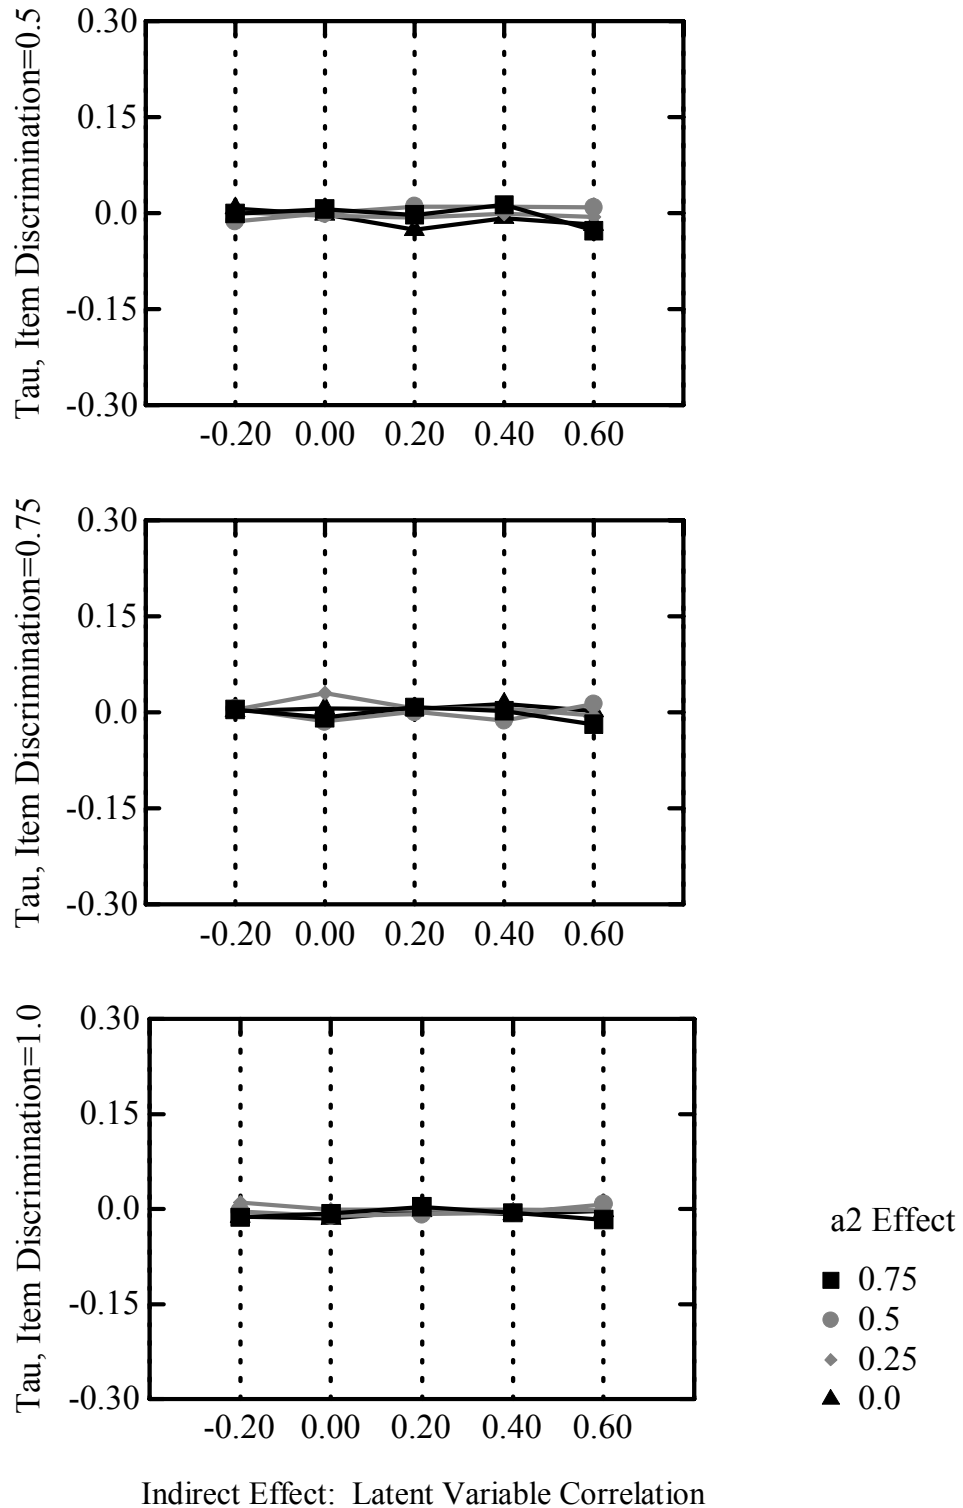 Tau, Item Discrimination=0.5
0.30
0.15
0.0
-0.15
-0.30
-0.20 0.00 0.20 0.40 0.60
Tau, Item Discrimination=0.75
0.30
0.15
0.0
-0.15
-0.30
-0.20 0.00 0.20 0.40 0.60
Tau, Item Discrimination=1.0
0.30
0.15
0.0
-0.15
-0.30
-0.20 0.00 0.20 0.40 0.60
Indirect Effect: Latent Variable Correlation
a2 Effect
0.75
0.5
0.25
0.0